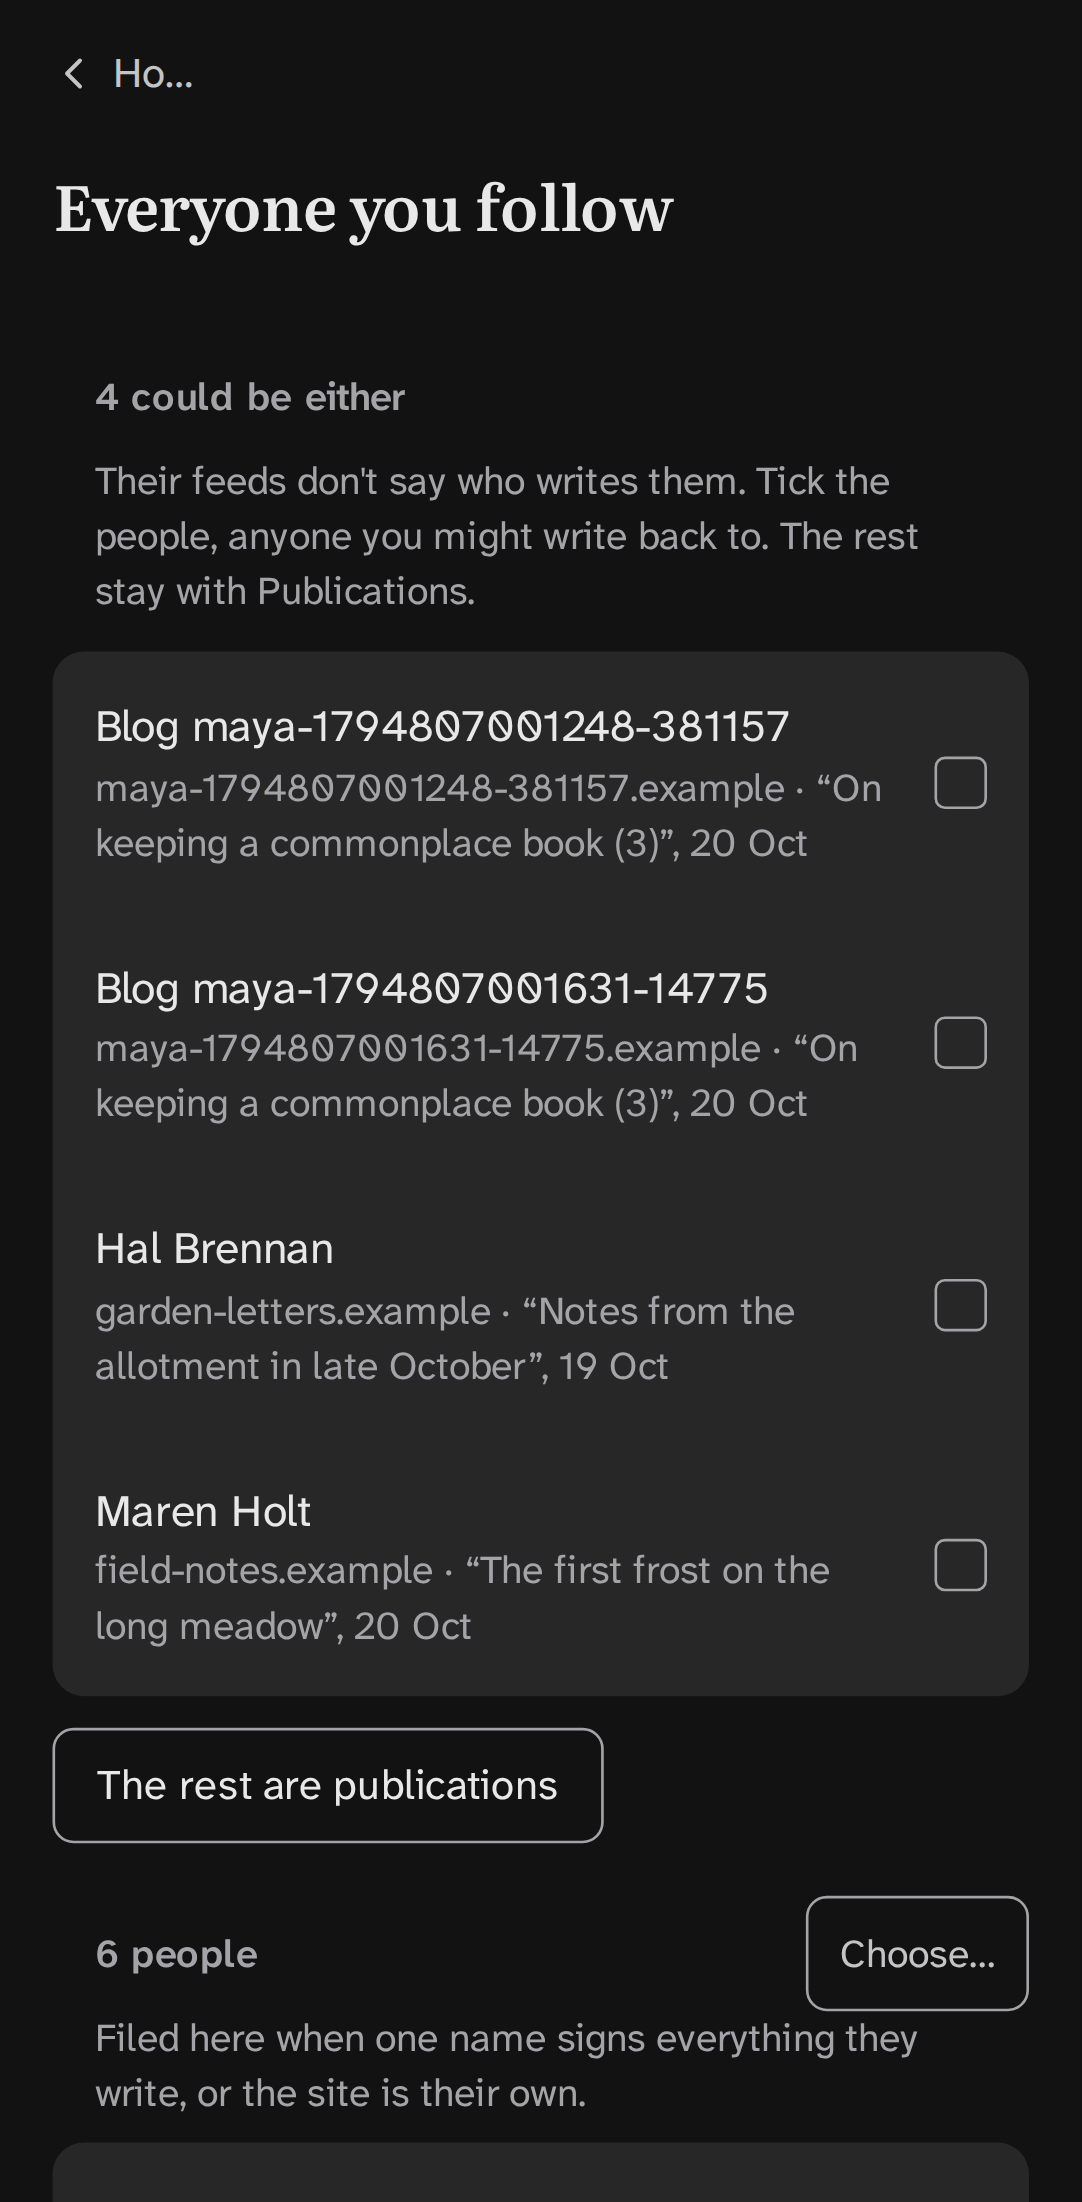 Ho...
Everyone you follow
4 could be either
Their feeds don't say who writes them. Tick the
people, anyone you might write back to. The rest
stay with Publications.
Blog maya-1794807001248-381157
maya-1794807001248-381157.example · “On
keeping a commonplace book (3)”, 20 Oct
Blog maya-1794807001631-14775
maya-1794807001631-14775.example · “On
keeping a commonplace book (3)”, 20 Oct
Hal Brennan
garden-letters.example · “Notes from the
allotment in late October”, 19 Oct
Maren Holt
field-notes.example · “The first frost on the
long meadow”, 20 Oct
The rest are publications
6 people
Choose...
Filed here when one name signs everything they
write, or the site is their own.